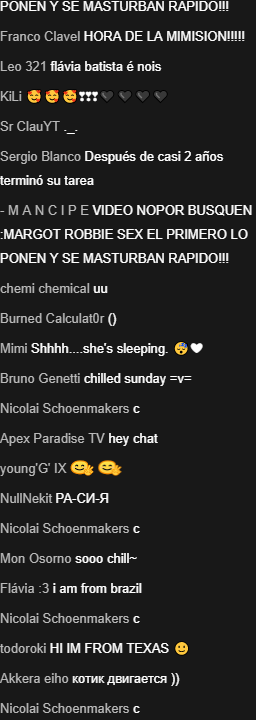 PONEN Y SE MASTURBAN RAPIDO!!!
Franco Clavel HORA DE LA MIMISION!!!!!
Leo 321 flávia batista é nois
KiLi 🥰🥰🥰❣❣❣🖤🖤🖤🖤
Sr ClauYT ._.
Sergio Blanco Después de casi 2 años
terminó su tarea
- M A N C I P E VIDEO NOPOR BUSQUEN
:MARGOT ROBBIE SEX EL PRIMERO LO
PONEN Y SE MASTURBAN RAPIDO!!!
chemi chemical uu
Burned Calculat0r ()
Mimi Shhhh....she's sleeping. 😴🤍
Bruno Genetti chilled sunday =v=
Nicolai Schoenmakers c
Apex Paradise TV hey chat
young'G' IX
NullNekit РА-СИ-Я
Nicolai Schoenmakers c
Mon Osorno sooo chill~
Flávia :3 i am from brazil
Nicolai Schoenmakers c
todoroki HI IM FROM TEXAS 🙂
Akkera eiho котик двигается ))
Nicolai Schoenmakers c